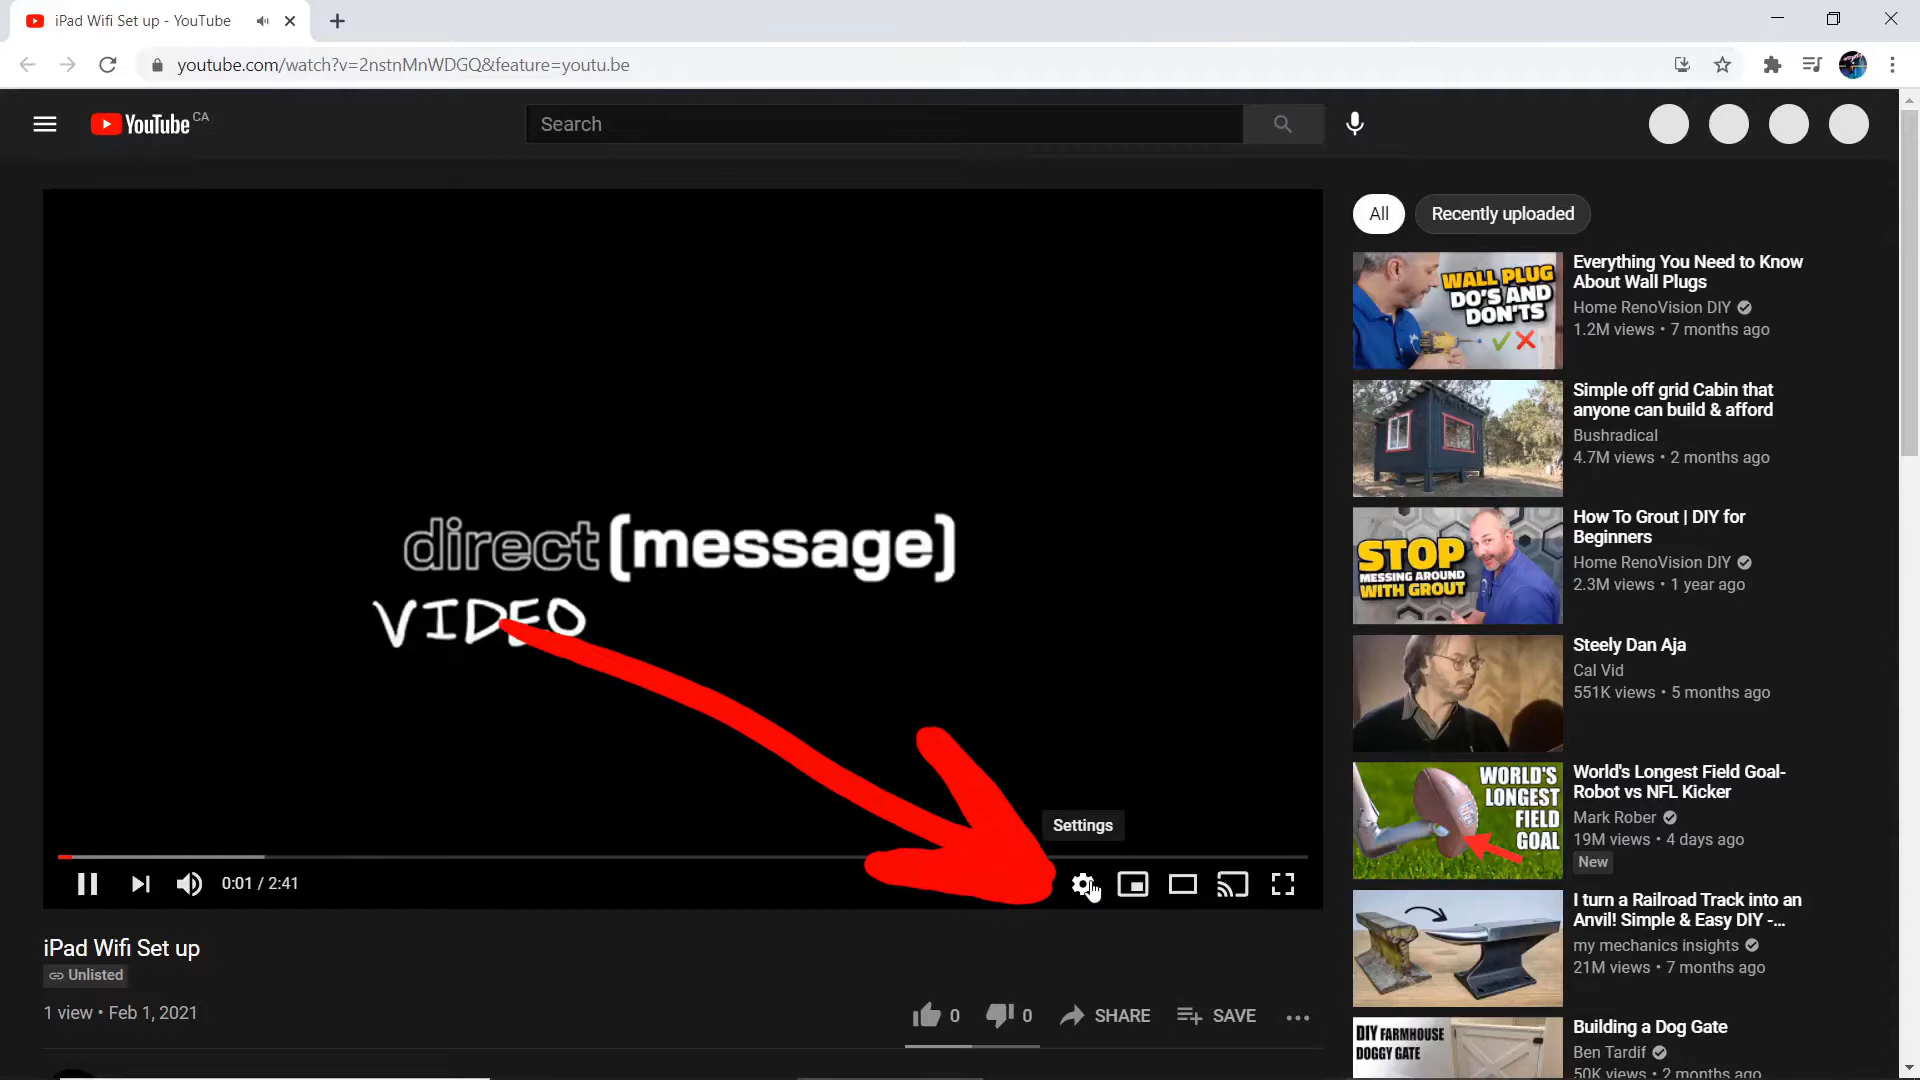 iPad Wifi Set up - YouTube
youtube.com/watch?v=2nstnMnWDGQ&feature=youtu.be
YouTube CA
Search
All
Recently uploaded
direct[message]
VIDEO
Settings
0:01 / 2:41
iPad Wifi Set up
Unlisted
1 view • Feb 1, 2021
0
0
SHARE
SAVE
WALL PLUG
DO'S AND
DON'TS
Everything You Need to Know
About Wall Plugs
Home RenoVision DIY
1.2M views • 7 months ago
Simple off grid Cabin that
anyone can build & afford
Bushradical
4.7M views • 2 months ago
STOP
MESSING AROUND
WITH GROUT
How To Grout | DIY for
Beginners
Home RenoVision DIY
2.3M views • 1 year ago
Steely Dan Aja
Cal Vid
551K views • 5 months ago
WORLD'S
LONGEST
FIELD
GOAL
World's Longest Field Goal-
Robot vs NFL Kicker
Mark Rober
19M views • 4 days ago
New
I turn a Railroad Track into an
Anvil! Simple & Easy DIY -...
my mechanics insights
21M views • 7 months ago
DIY FARMHOUSE
DOGGY GATE
Building a Dog Gate
Ben Tardif
50K views • 2 months ago